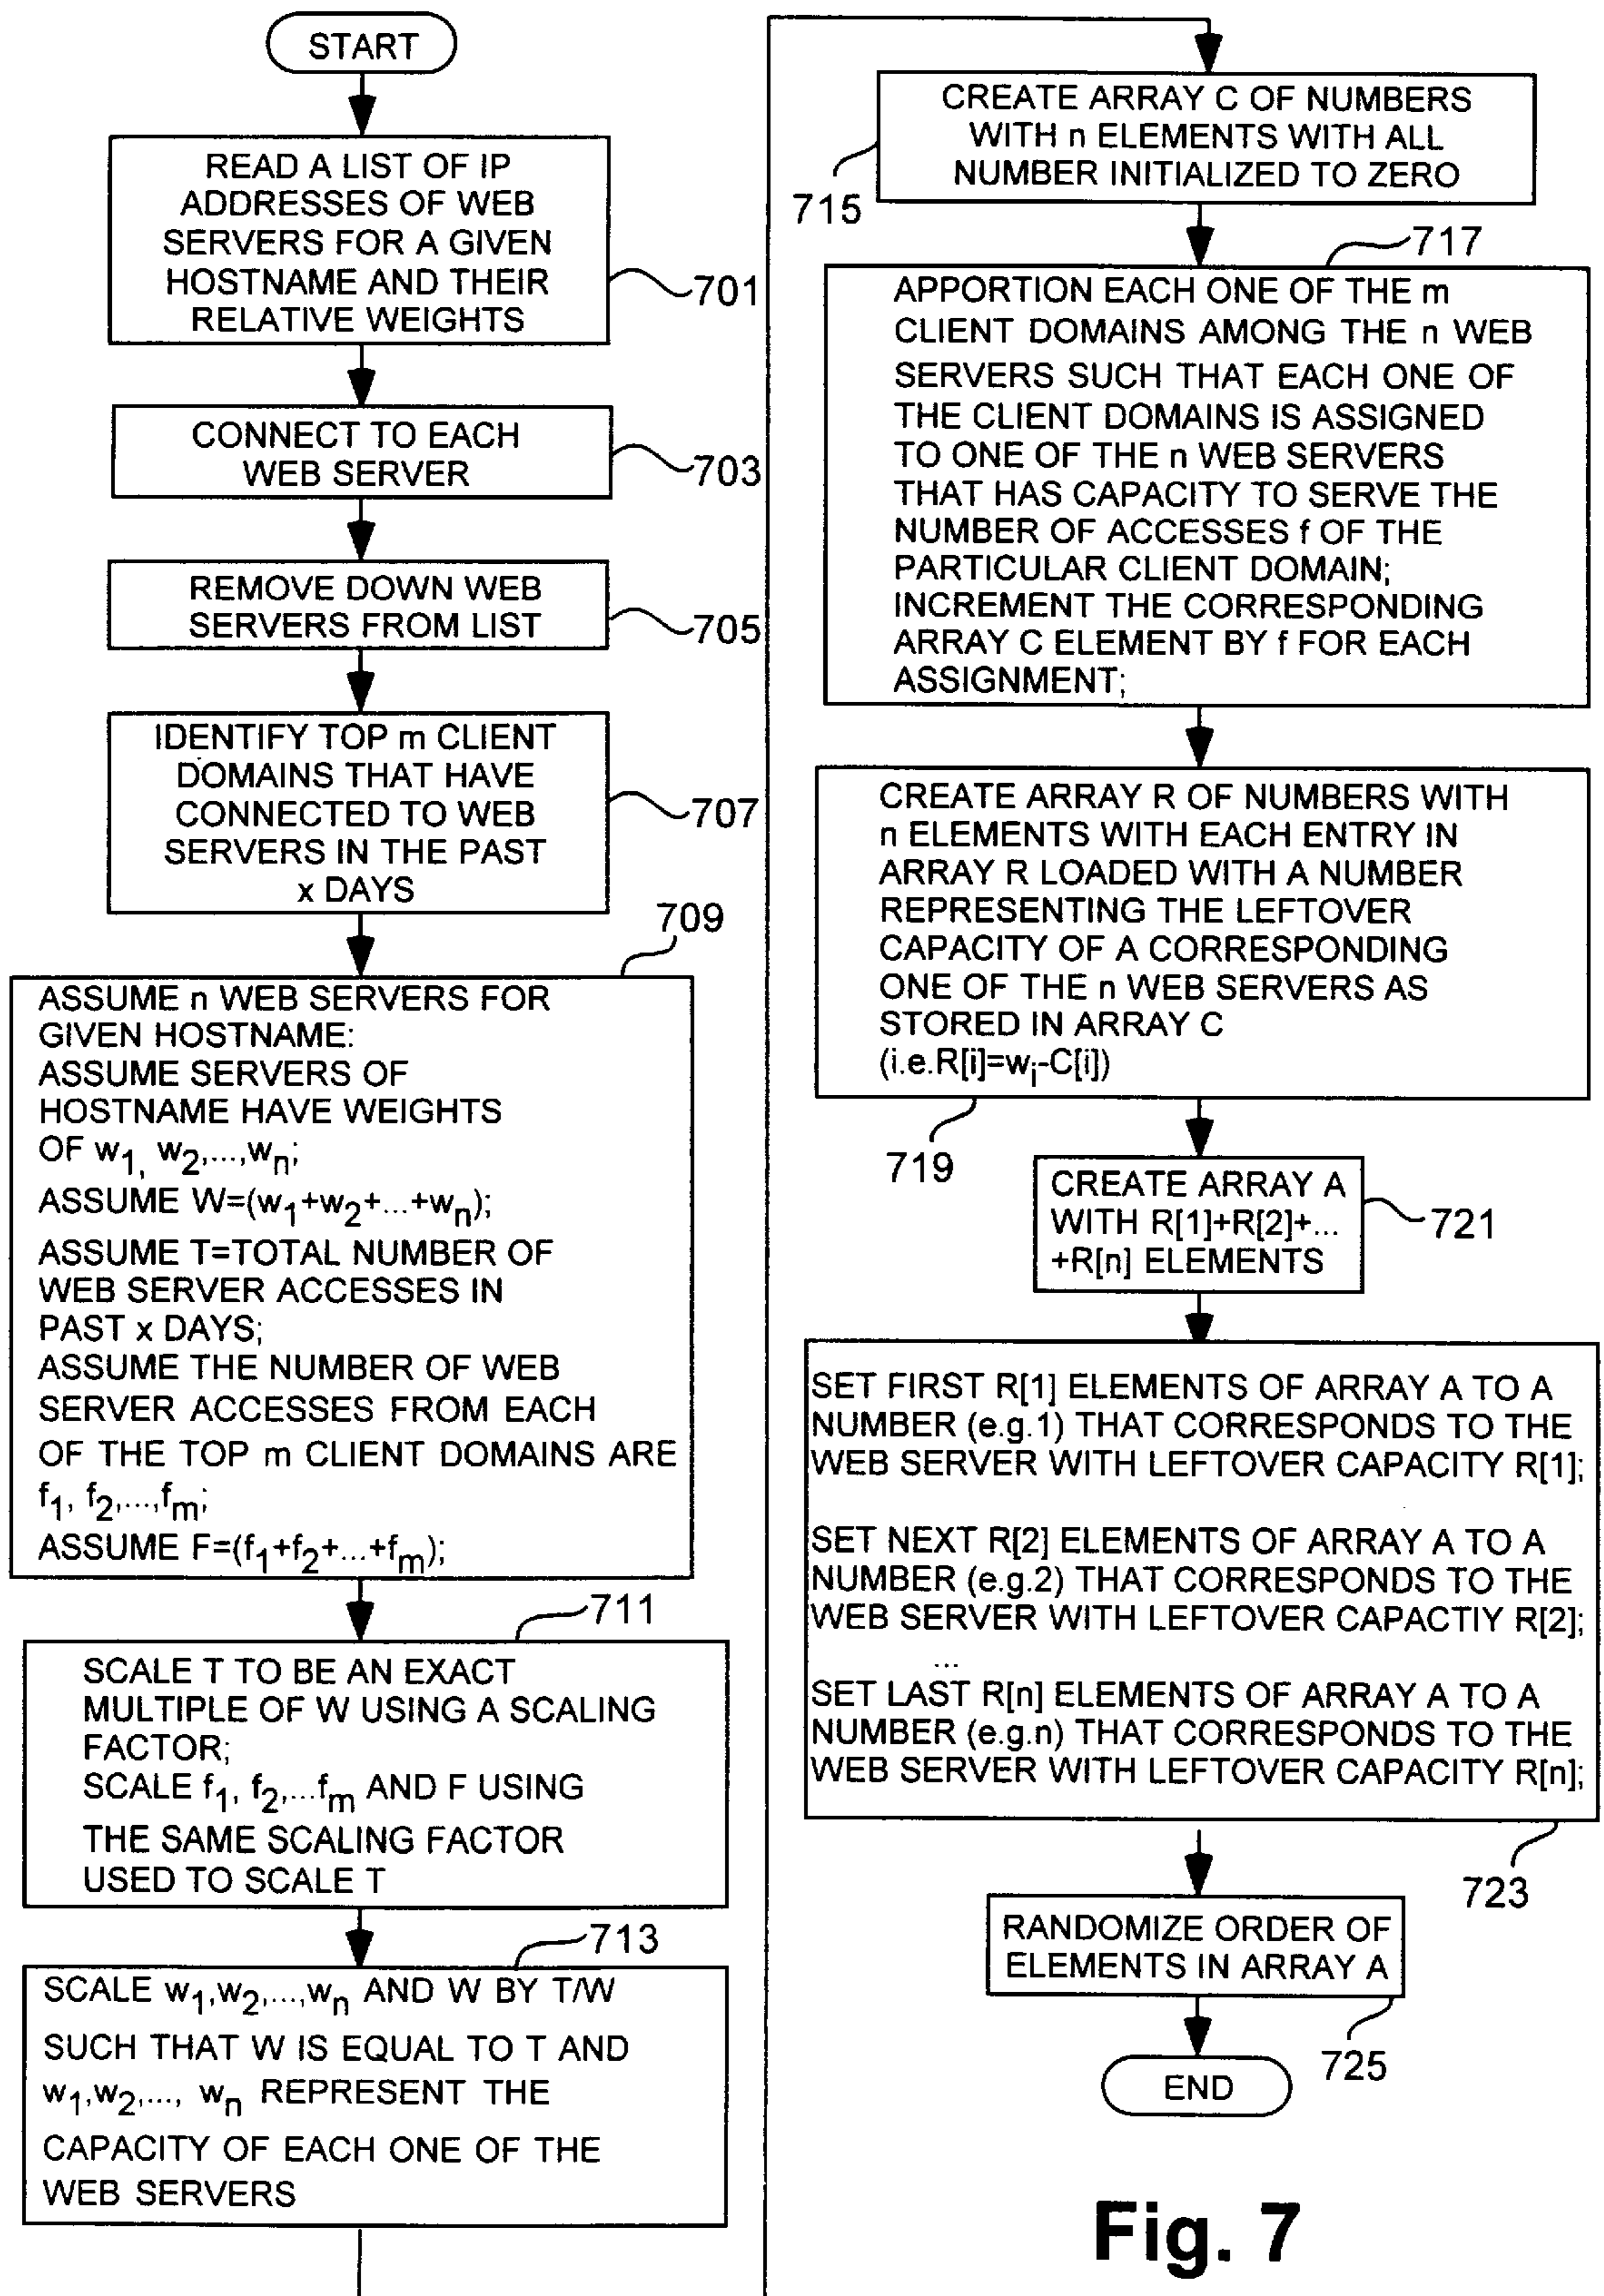 START
READ A LIST OF IP
ADDRESSES OF WEB
SERVERS FOR A GIVEN
HOSTNAME AND THEIR
RELATIVE WEIGHTS
701
CONNECT TO EACH
WEB SERVER
703
REMOVE DOWN WEB
SERVERS FROM LIST
705
IDENTIFY TOP m CLIENT
DOMAINS THAT HAVE
CONNECTED TO WEB
SERVERS IN THE PAST
x DAYS
707
709
ASSUME n WEB SERVERS FOR
GIVEN HOSTNAME:
ASSUME SERVERS OF
HOSTNAME HAVE WEIGHTS
OF w1, w2,...,wn;
ASSUME W=(w1+w2+...+wn);
ASSUME T=TOTAL NUMBER OF
WEB SERVER ACCESSES IN
PAST x DAYS;
ASSUME THE NUMBER OF WEB
SERVER ACCESSES FROM EACH
OF THE TOP m CLIENT DOMAINS ARE
f1, f2,...,fm;
ASSUME F=(f1+f2+...+fm);
711
SCALE T TO BE AN EXACT
MULTIPLE OF W USING A SCALING
FACTOR;
SCALE f1, f2,...fm AND F USING
THE SAME SCALING FACTOR
USED TO SCALE T
713
SCALE w1,w2,...,wn AND W BY T/W
SUCH THAT W IS EQUAL TO T AND
w1,w2,..., wn REPRESENT THE
CAPACITY OF EACH ONE OF THE
WEB SERVERS
CREATE ARRAY C OF NUMBERS
WITH n ELEMENTS WITH ALL
NUMBER INITIALIZED TO ZERO
715
717
APPORTION EACH ONE OF THE m
CLIENT DOMAINS AMONG THE n WEB
SERVERS SUCH THAT EACH ONE OF
THE CLIENT DOMAINS IS ASSIGNED
TO ONE OF THE n WEB SERVERS
THAT HAS CAPACITY TO SERVE THE
NUMBER OF ACCESSES f OF THE
PARTICULAR CLIENT DOMAIN;
INCREMENT THE CORRESPONDING
ARRAY C ELEMENT BY f FOR EACH
ASSIGNMENT;
CREATE ARRAY R OF NUMBERS WITH
n ELEMENTS WITH EACH ENTRY IN
ARRAY R LOADED WITH A NUMBER
REPRESENTING THE LEFTOVER
CAPACITY OF A CORRESPONDING
ONE OF THE n WEB SERVERS AS
STORED IN ARRAY C
(i.e.R[i]=wi-C[i])
719
CREATE ARRAY A
WITH R[1]+R[2]+...
+R[n] ELEMENTS
721
SET FIRST R[1] ELEMENTS OF ARRAY A TO A
NUMBER (e.g.1) THAT CORRESPONDS TO THE
WEB SERVER WITH LEFTOVER CAPACITY R[1];
SET NEXT R[2] ELEMENTS OF ARRAY A TO A
NUMBER (e.g.2) THAT CORRESPONDS TO THE
WEB SERVER WITH LEFTOVER CAPACTIY R[2];
...
SET LAST R[n] ELEMENTS OF ARRAY A TO A
NUMBER (e.g.n) THAT CORRESPONDS TO THE
WEB SERVER WITH LEFTOVER CAPACITY R[n];
723
RANDOMIZE ORDER OF
ELEMENTS IN ARRAY A
725
END
Fig. 7